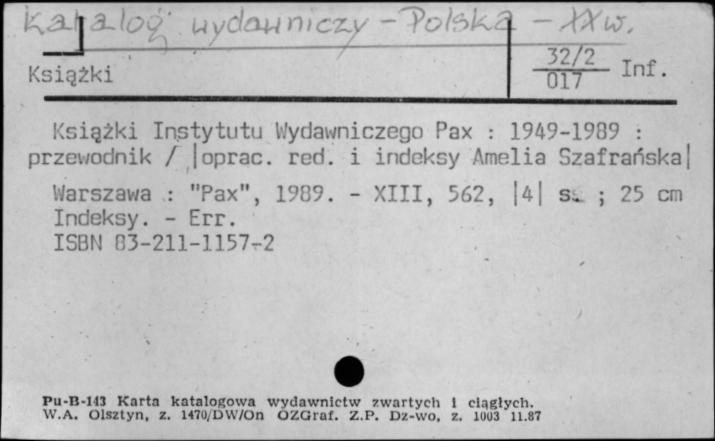 Katalog wydawniczy - Polska - XX w.
Książki
32/2
017
Inf.
Książki Instytutu Wydawniczego Pax : 1949-1989 :
przewodnik / |oprac. red. i indeksy Amelia Szafrańska|
Warszawa : "Pax", 1989. - XIII, 562, |4| s. ; 25 cm
Indeksy. - Err.
ISBN 83-211-1157-2
Pu-B-143 Karta katalogowa wydawnictw zwartych i ciągłych.
W.A. Olsztyn, z. 1470/DW/On OZGraf. Z.P. Dz-wo, z. 1003 11.87